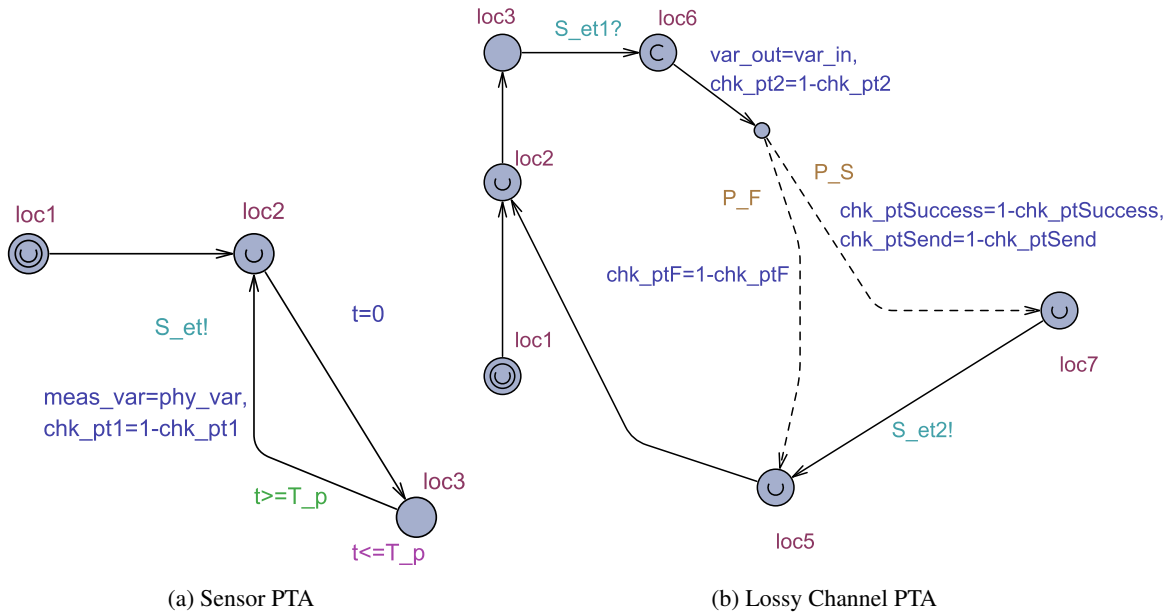 loc1
loc2
S_et!
t=0
meas_var=phy_var,
chk_pt1=1-chk_pt1
t>=T_p
loc3
t<=T_p
(a) Sensor PTA
loc3
S_et1?
loc6
var_out=var_in,
chk_pt2=1-chk_pt2
loc2
P_F
P_S
chk_ptSuccess=1-chk_ptSuccess,
chk_ptSend=1-chk_ptSend
chk_ptF=1-chk_ptF
loc1
loc7
S_et2!
loc5
(b) Lossy Channel PTA